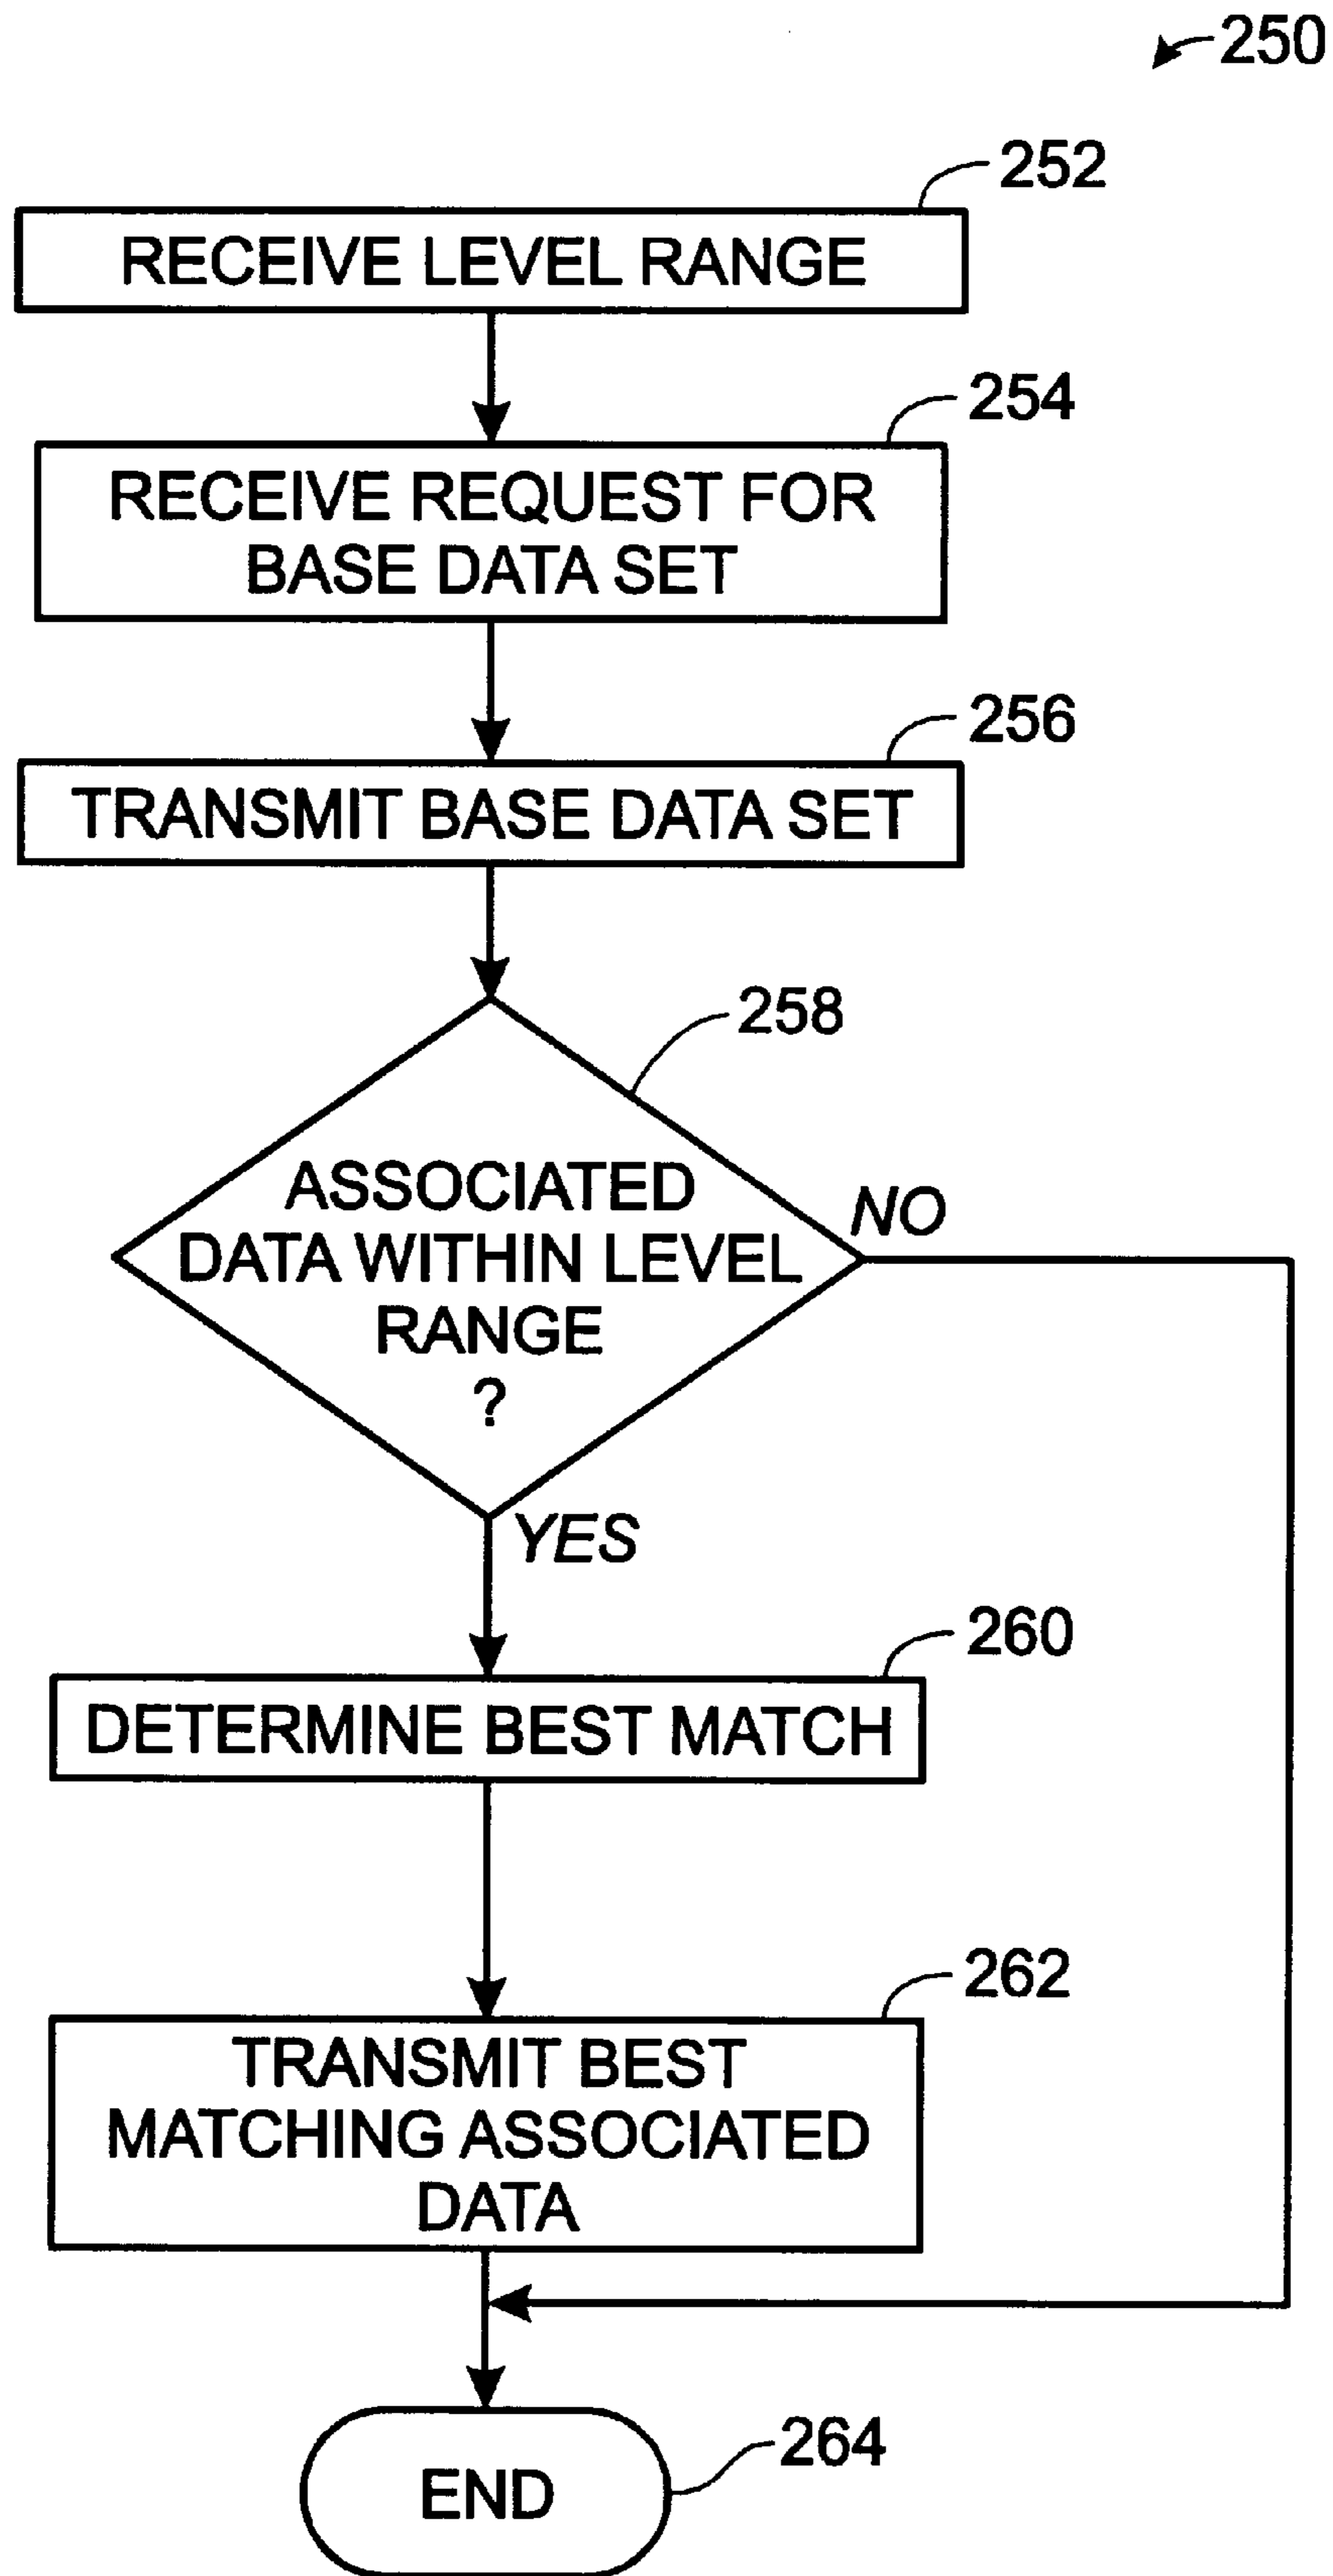 250
252
RECEIVE LEVEL RANGE
254
RECEIVE REQUEST FOR
BASE DATA SET
256
TRANSMIT BASE DATA SET
258
ASSOCIATED
DATA WITHIN LEVEL
RANGE
?
NO
YES
260
DETERMINE BEST MATCH
262
TRANSMIT BEST
MATCHING ASSOCIATED
DATA
264
END